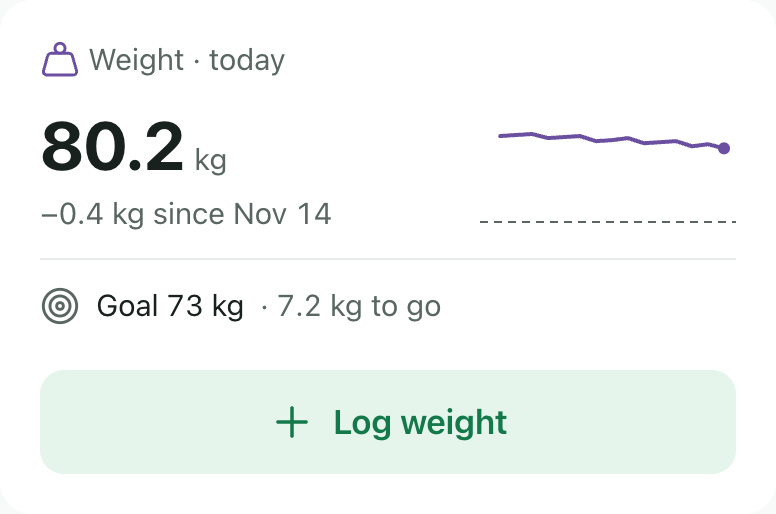 Weight · today
80.2 kg
−0.4 kg since Nov 14
Goal 73 kg · 7.2 kg to go
Log weight